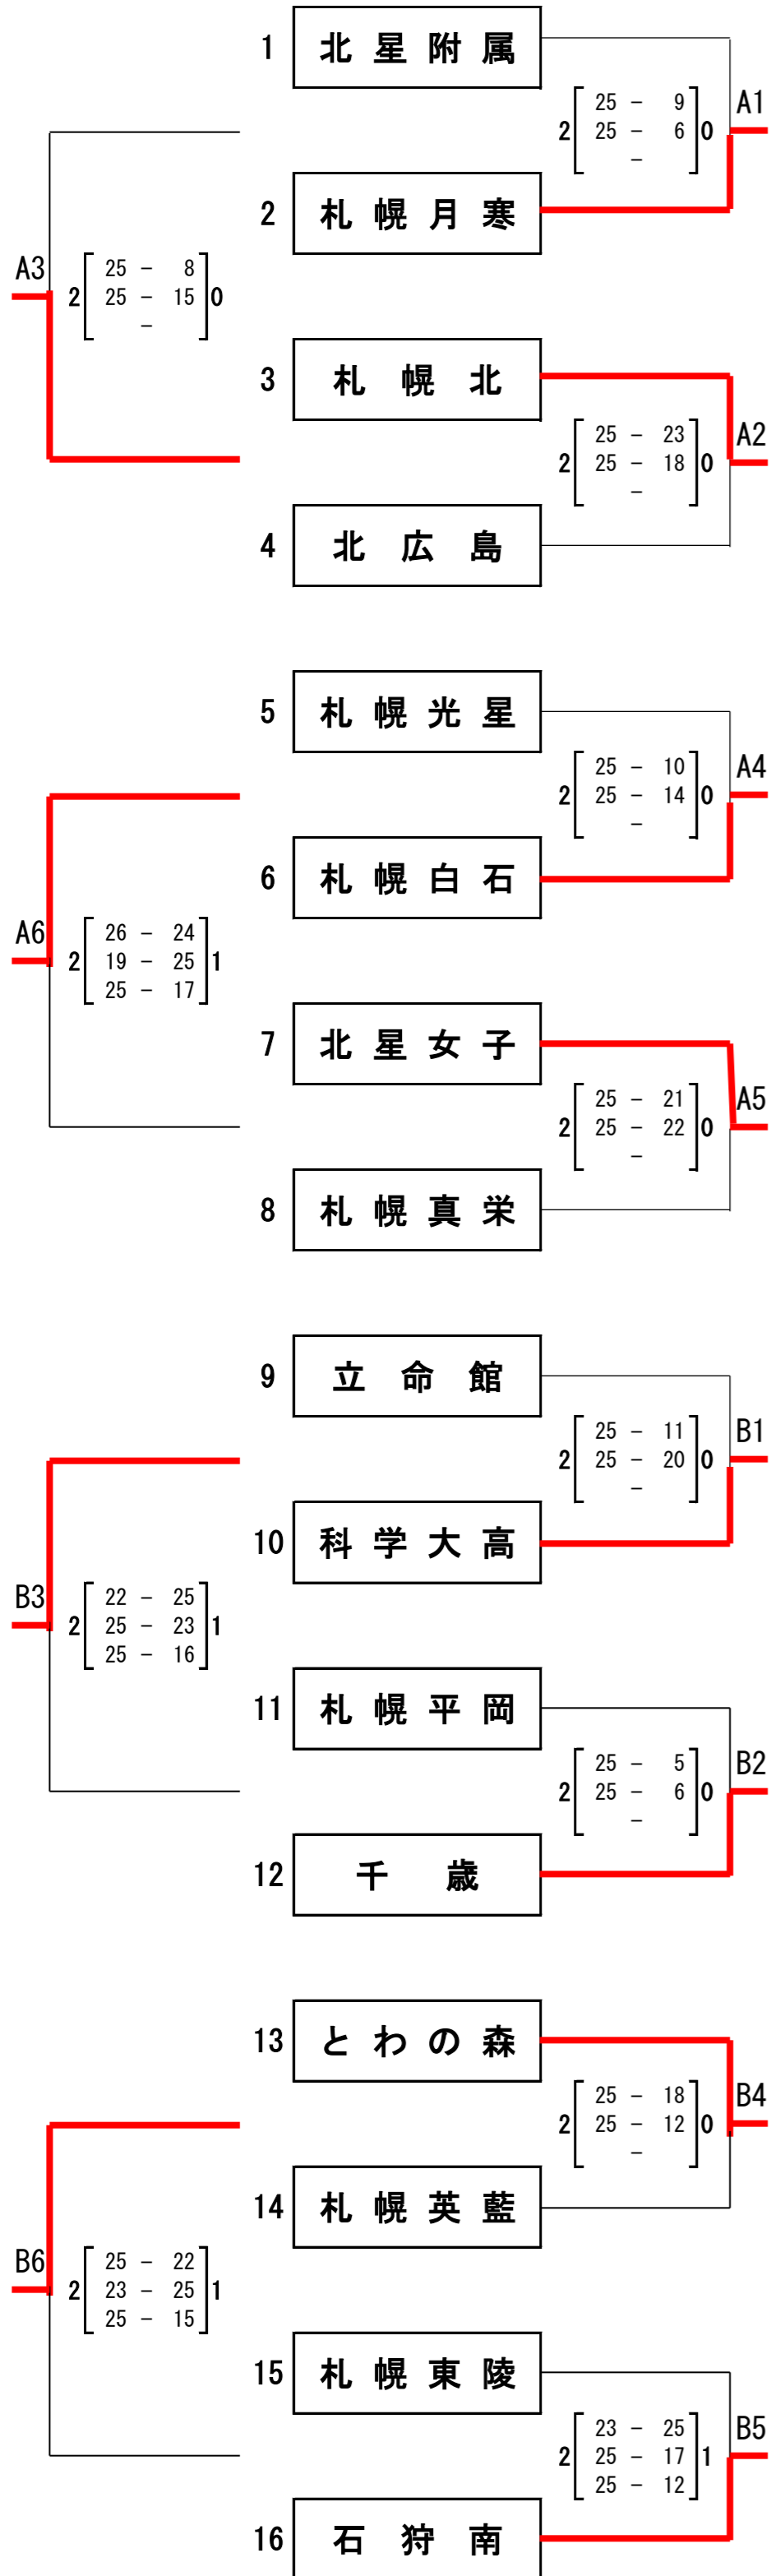 1 北星附属
2 [ 25 - 9 ] 0 A1
25 - 6
-
2 札幌月寒
A3 2 [ 25 - 8 ] 0
25 - 15
-
3 札幌北
2 [ 25 - 23 ] 0 A2
25 - 18
-
4 北広島
5 札幌光星
2 [ 25 - 10 ] 0 A4
25 - 14
-
6 札幌白石
A6 2 [ 26 - 24 ] 1
19 - 25
25 - 17
7 北星女子
2 [ 25 - 21 ] 0 A5
25 - 22
-
8 札幌真栄
9 立命館
2 [ 25 - 11 ] 0 B1
25 - 20
-
10 科学大高
B3 2 [ 22 - 25 ] 1
25 - 23
25 - 16
11 札幌平岡
2 [ 25 - 5 ] 0 B2
25 - 6
-
12 千歳
13 とわの森
2 [ 25 - 18 ] 0 B4
25 - 12
-
14 札幌英藍
B6 2 [ 25 - 22 ] 1
23 - 25
25 - 15
15 札幌東陵
2 [ 23 - 25 ] 1 B5
25 - 17
25 - 12
16 石狩南